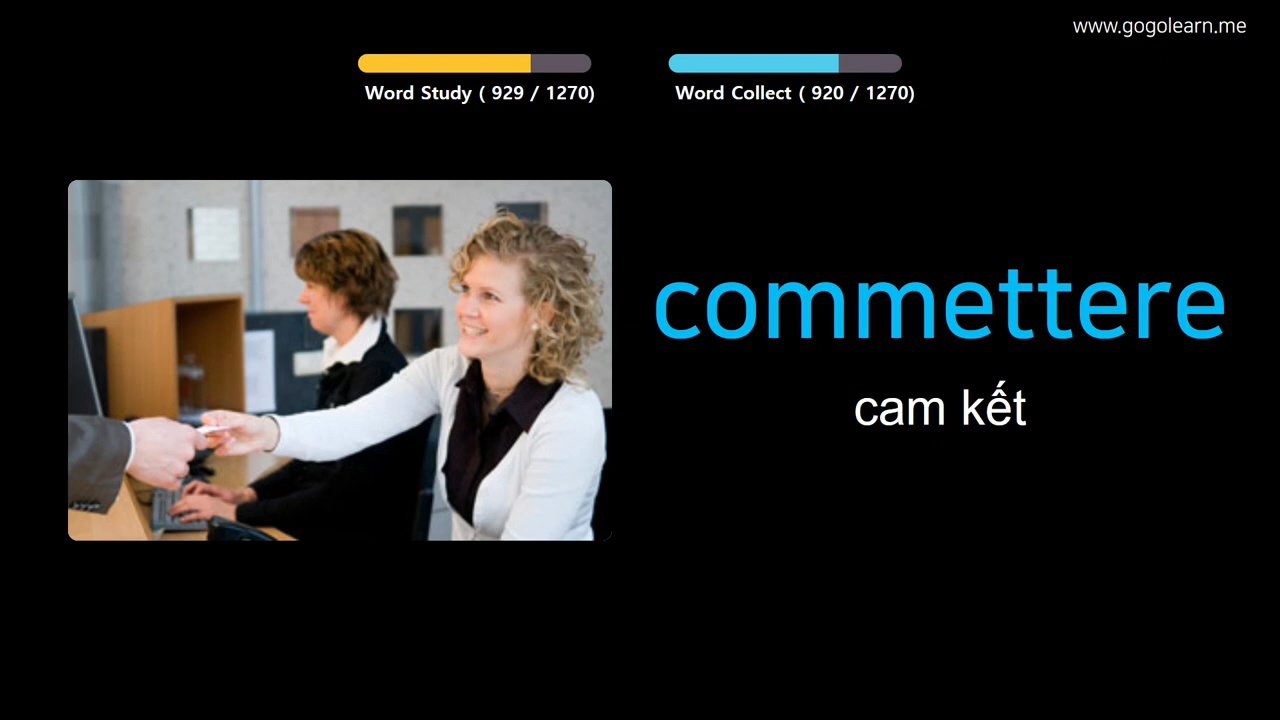 www.gogolearn.me
Word Study ( 929 / 1270)
Word Collect ( 920 / 1270)
commettere
cam kết